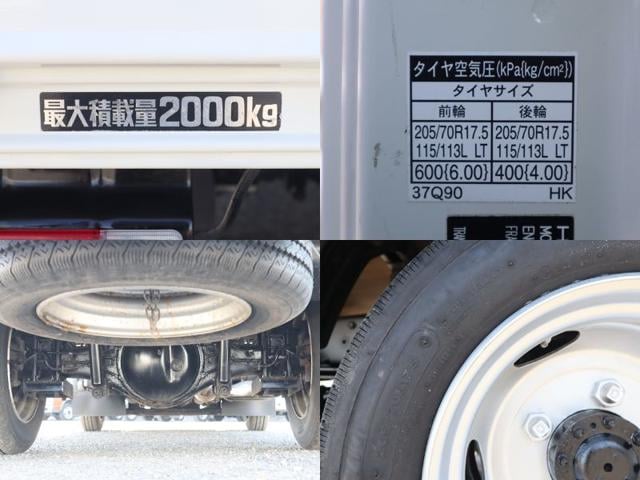 最大積載量2000kg
タイヤ空気圧(kPa{kg/cm²})
タイヤサイズ
前輪 後輪
205/70R17.5 205/70R17.5
115/113L LT 115/113L LT
600{6.00} 400{4.00}
37Q90 HK